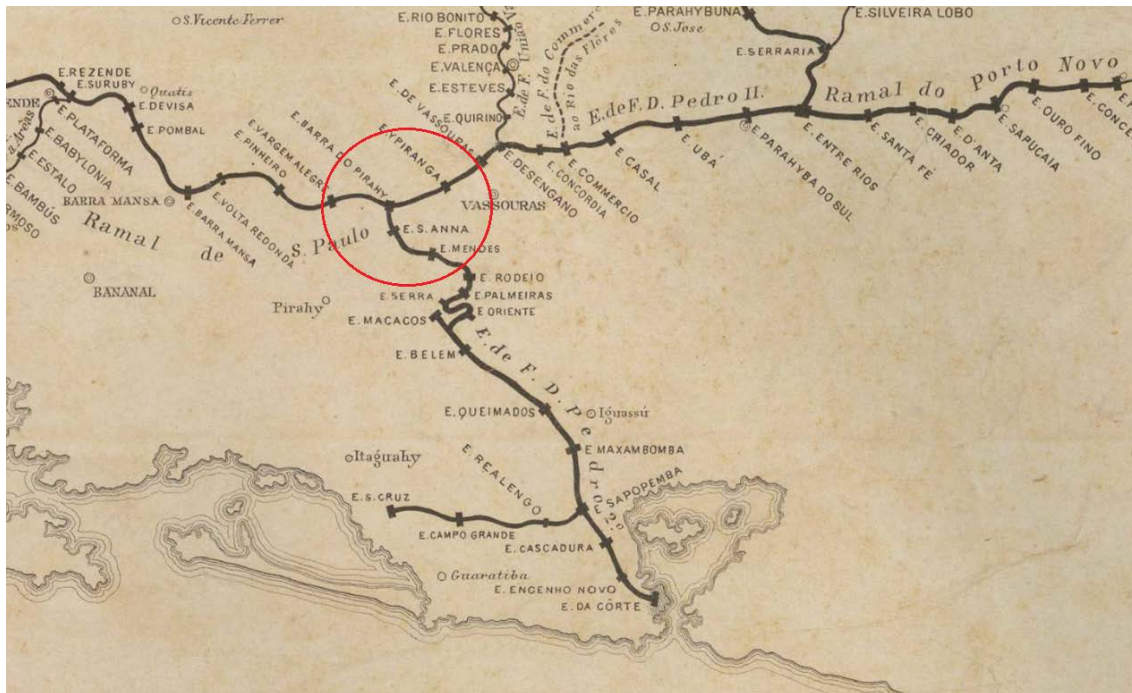 S. Vicente Ferrer
E. RIO BONITO
E. FLORES
E. PRADO
E. VALENÇA
E. ESTEVES
E. QUIRINO
E. de F. União
E. de F. do Commercio
ao Rio das Flôres
E. PARAHYBUNA
S. Jose
E. SERRARIA
E. SILVEIRA LOBO
E. REZENDE
E. SURUBY
Quatis
E. DEVISA
E. POMBAL
E. PLATAFORMA
E. BABYLONIA
E. ESTALO
E. BAMBÚS
BARRA MANSA
E. BARRA MANSA
E. VOLTA REDONDA
E. PINHEIRO
E. VARGEM ALEGRE
E. BARRA DO PIRAHY
E. YPIRANGA
E. DE VASSOURAS
E. DESENGANO
VASSOURAS
E. CONCORDIA
E. COMMERCIO
E. CASAL
E. UBÁ
E. PARAHYBA DO SUL
E. ENTRE RIOS
E. SANTA FÉ
E. CRIADOR
E. D'ANTA
E. SAPUCAIA
E. OURO FINO
E. de F. D. Pedro II.
Ramal do Porto Novo
Ramal de S. Paulo
BANANAL
Pirahy
E. S. ANNA
E. MENDES
E. RODEIO
E. PALMEIRAS
E. SERRA
E ORIENTE
E. MACACOS
E. BELEM
E. de F. D. Pedro 2.º
E. QUEIMADOS
Iguassú
E MAXAMBOMBA
Itaguahy
E. REALENGO
SAPOPEMBA
E. S. CRUZ
E. CAMPO GRANDE
E. CASCADURA
Guaratiba
E. ENGENHO NOVO
E. DA CÔRTE